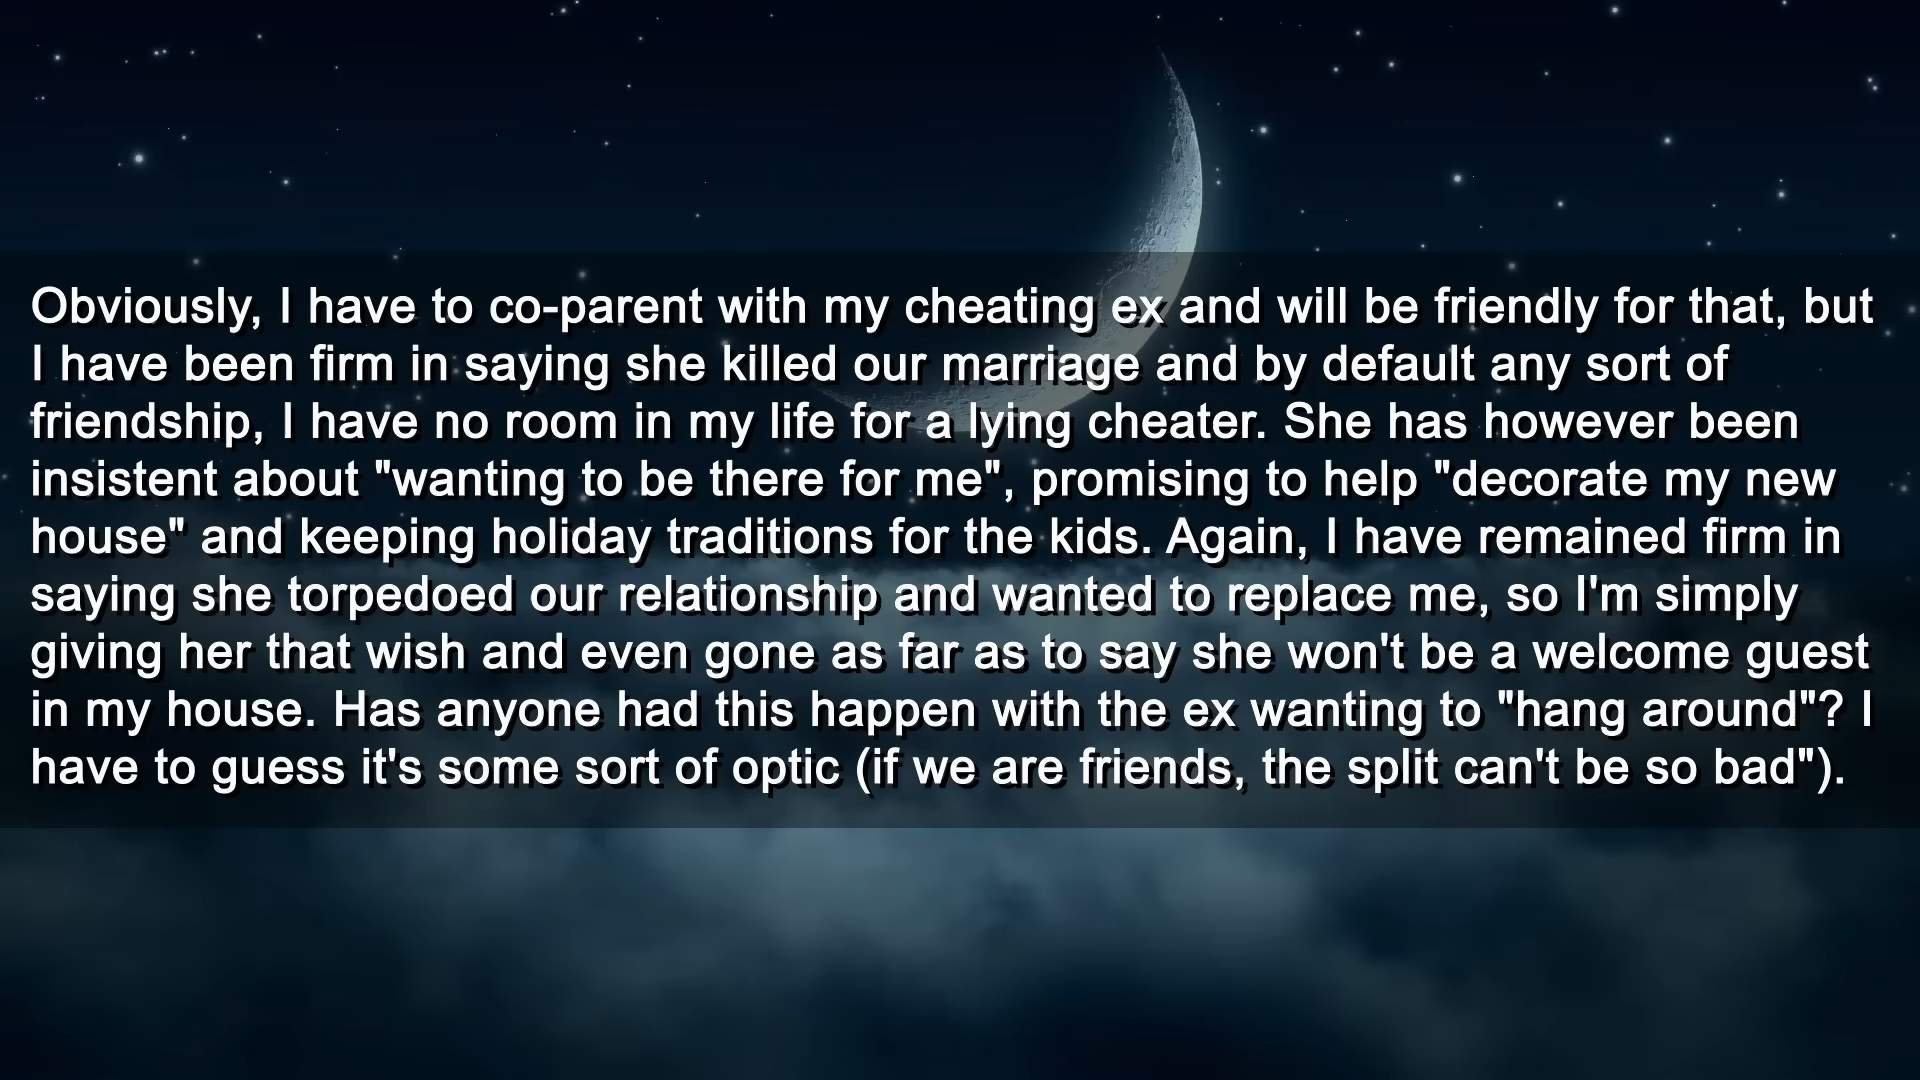 Obviously, I have to co-parent with my cheating ex and will be friendly for that, but
I have been firm in saying she killed our marriage and by default any sort of
friendship, I have no room in my life for a lying cheater. She has however been
insistent about "wanting to be there for me", promising to help "decorate my new
house" and keeping holiday traditions for the kids. Again, I have remained firm in
saying she torpedoed our relationship and wanted to replace me, so I'm simply
giving her that wish and even gone as far as to say she won't be a welcome guest
in my house. Has anyone had this happen with the ex wanting to "hang around"? I
have to guess it's some sort of optic (if we are friends, the split can't be so bad").